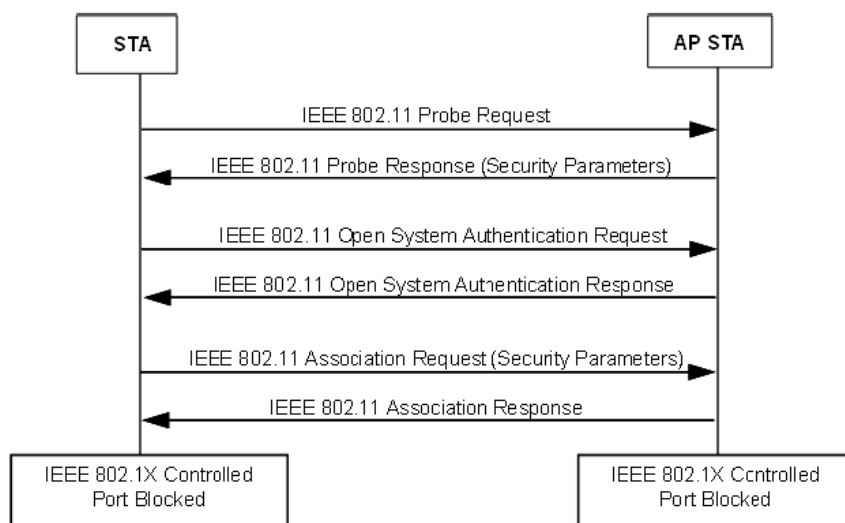 STA
AP STA
IEEE 802.11 Probe Request
IEEE 802.11 Probe Response (Security Parameters)
IEEE 802.11 Open System Authentication Request
IEEE 802.11 Open System Authentication Response
IEEE 802.11 Association Request (Security Parameters)
IEEE 802.11 Association Response
IEEE 802.1X Controlled
Port Blocked
IEEE 802.1X Controlled
Port Blocked